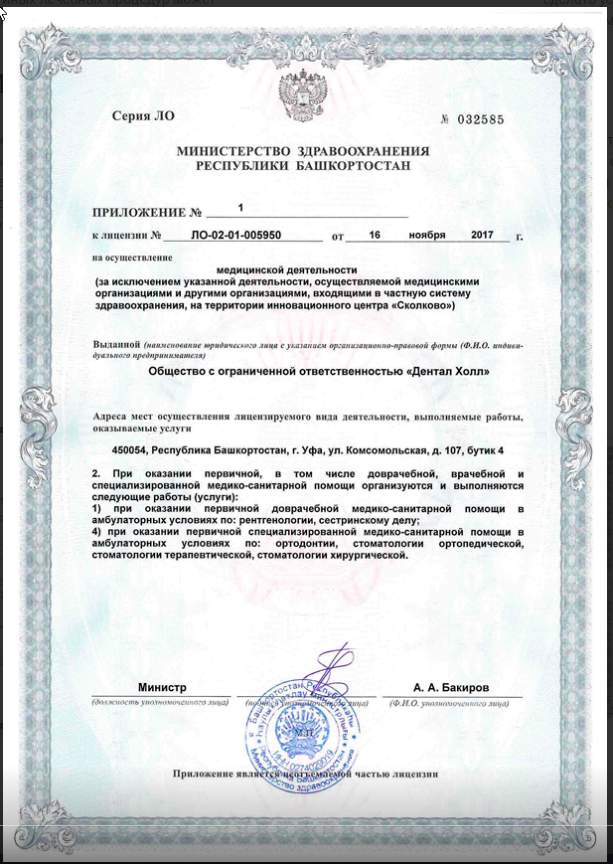 Серия ЛО
№ 032585
МИНИСТЕРСТВО ЗДРАВООХРАНЕНИЯ
РЕСПУБЛИКИ БАШКОРТОСТАН
ПРИЛОЖЕНИЕ № 1
к лицензии № ЛО-02-01-005950 от 16 ноября 2017 г.
на осуществление
медицинской деятельности
(за исключением указанной деятельности, осуществляемой медицинскими
организациями и другими организациями, входящими в частную систему
здравоохранения, на территории инновационного центра «Сколково»)
Выданной (наименование юридического лица с указанием организационно-правовой формы (Ф.И.О. индиви-
дуального предпринимателя)
Общество с ограниченной ответственностью «Дентал Холл»
Адреса мест осуществления лицензируемого вида деятельности, выполняемые работы,
оказываемые услуги
450054, Республика Башкортостан, г. Уфа, ул. Комсомольская, д. 107, бутик 4
2. При оказании первичной, в том числе доврачебной, врачебной и
специализированной медико-санитарной помощи организуются и выполняются
следующие работы (услуги):
1) при оказании первичной доврачебной медико-санитарной помощи в
амбулаторных условиях по: рентгенологии, сестринскому делу;
4) при оказании первичной специализированной медико-санитарной помощи в
амбулаторных условиях по: ортодонтии, стоматологии ортопедической,
стоматологии терапевтической, стоматологии хирургической.
Министр
А. А. Бакиров
(должность уполномоченного лица)
(подпись уполномоченного лица)
(Ф.И.О. уполномоченного лица)
М.П.
Приложение является неотъемлемой частью лицензии